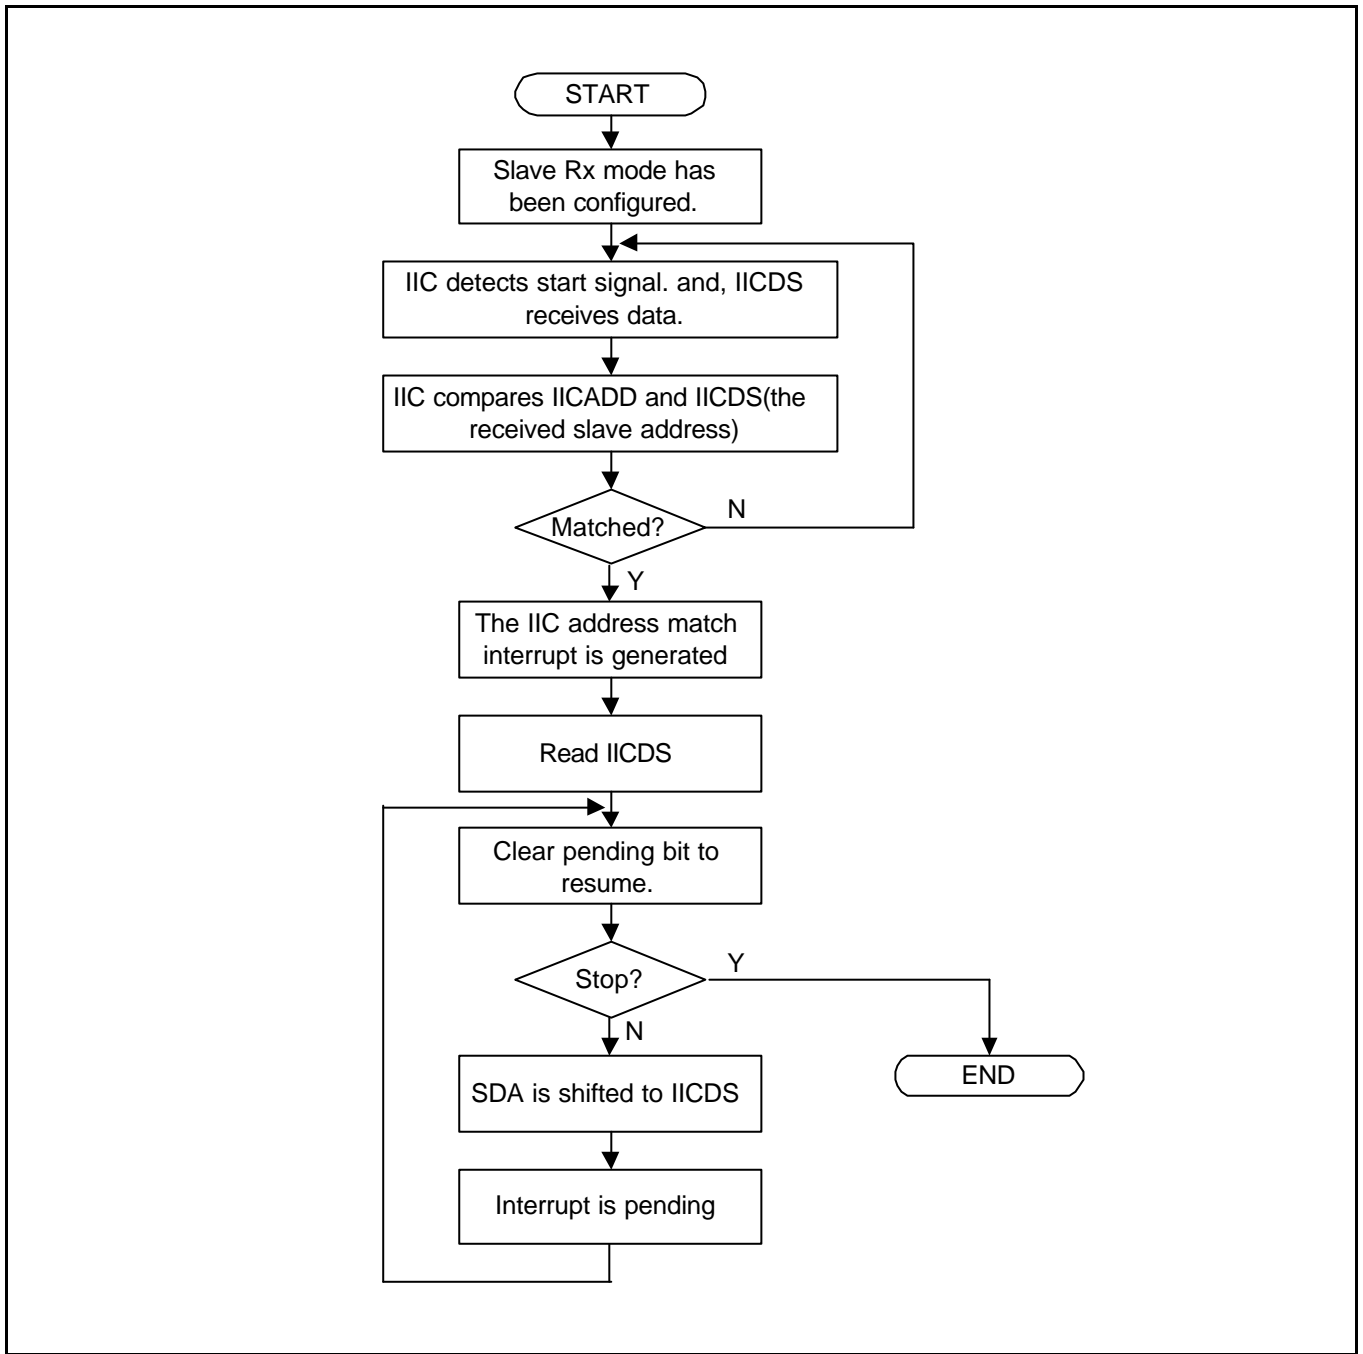 START
Slave Rx mode has
been configured.
IIC detects start signal. and, IICDS
receives data.
IIC compares IICADD and IICDS(the
received slave address)
Matched?
N
Y
The IIC address match
interrupt is generated
Read IICDS
Clear pending bit to
resume.
Stop?
Y
N
SDA is shifted to IICDS
END
Interrupt is pending